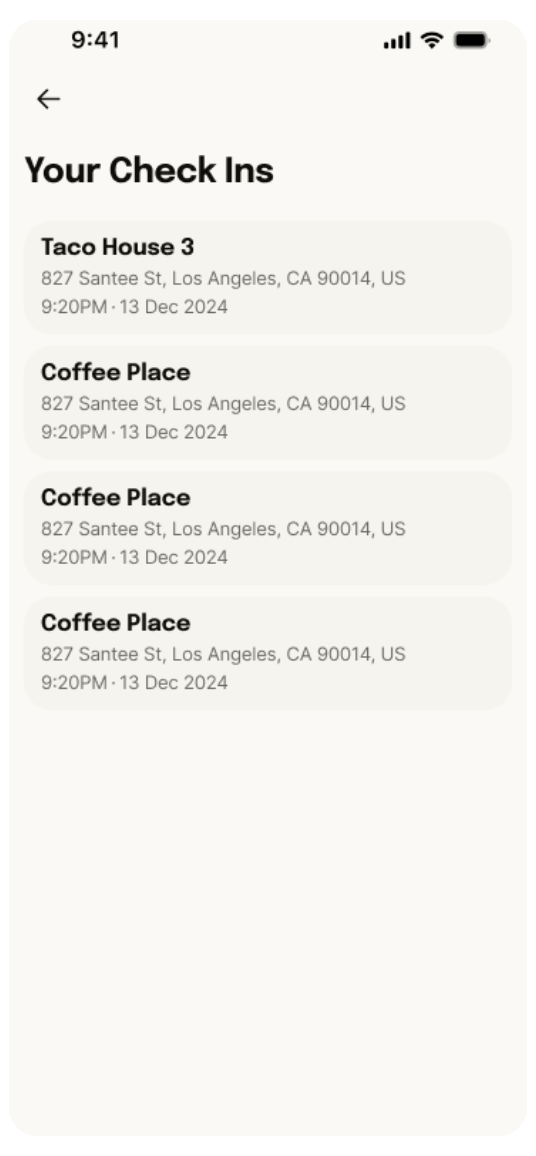 9:41
Your Check Ins
Taco House 3
827 Santee St, Los Angeles, CA 90014, US
9:20PM · 13 Dec 2024
Coffee Place
827 Santee St, Los Angeles, CA 90014, US
9:20PM · 13 Dec 2024
Coffee Place
827 Santee St, Los Angeles, CA 90014, US
9:20PM · 13 Dec 2024
Coffee Place
827 Santee St, Los Angeles, CA 90014, US
9:20PM · 13 Dec 2024